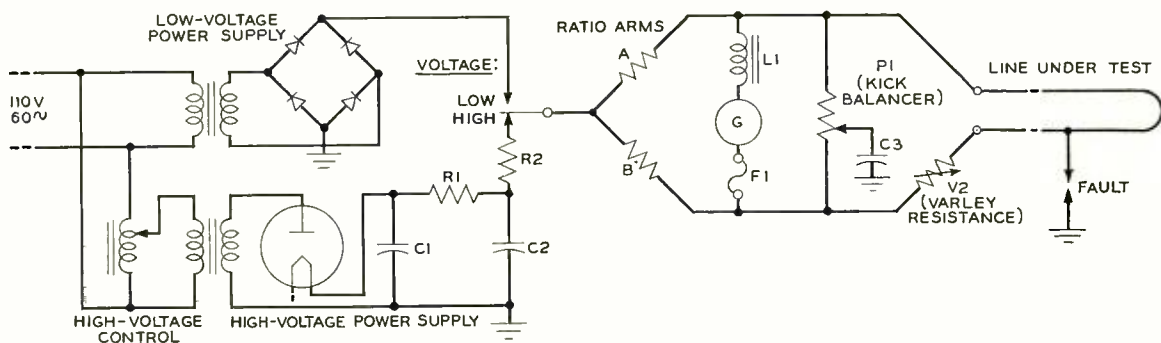 LOW-VOLTAGE
POWER SUPPLY
110V
60~
VOLTAGE:
LOW
HIGH
R2
R1
C1
C2
HIGH-VOLTAGE
CONTROL
HIGH-VOLTAGE POWER SUPPLY
RATIO ARMS
A
B
L1
G
F1
P1
(KICK
BALANCER)
C3
V2
(VARLEY
RESISTANCE)
LINE UNDER TEST
FAULT